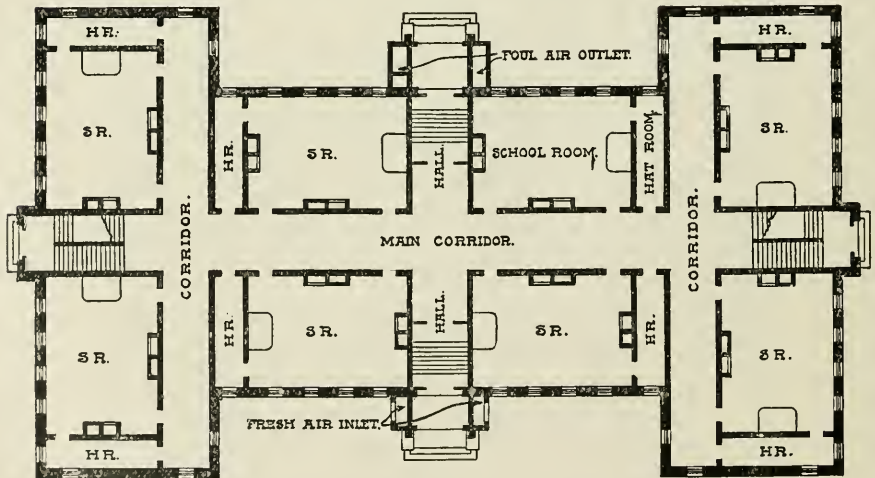 H R.
H R.
FOUL AIR OUTLET.
S R.
S R.
H R.
S R.
HALL.
SCHOOL ROOM.
HAT ROOM.
CORRIDOR.
MAIN CORRIDOR.
CORRIDOR.
H R.
S R.
HALL.
S R.
H R.
S R.
S R.
FRESH AIR INLET.
H R.
H R.